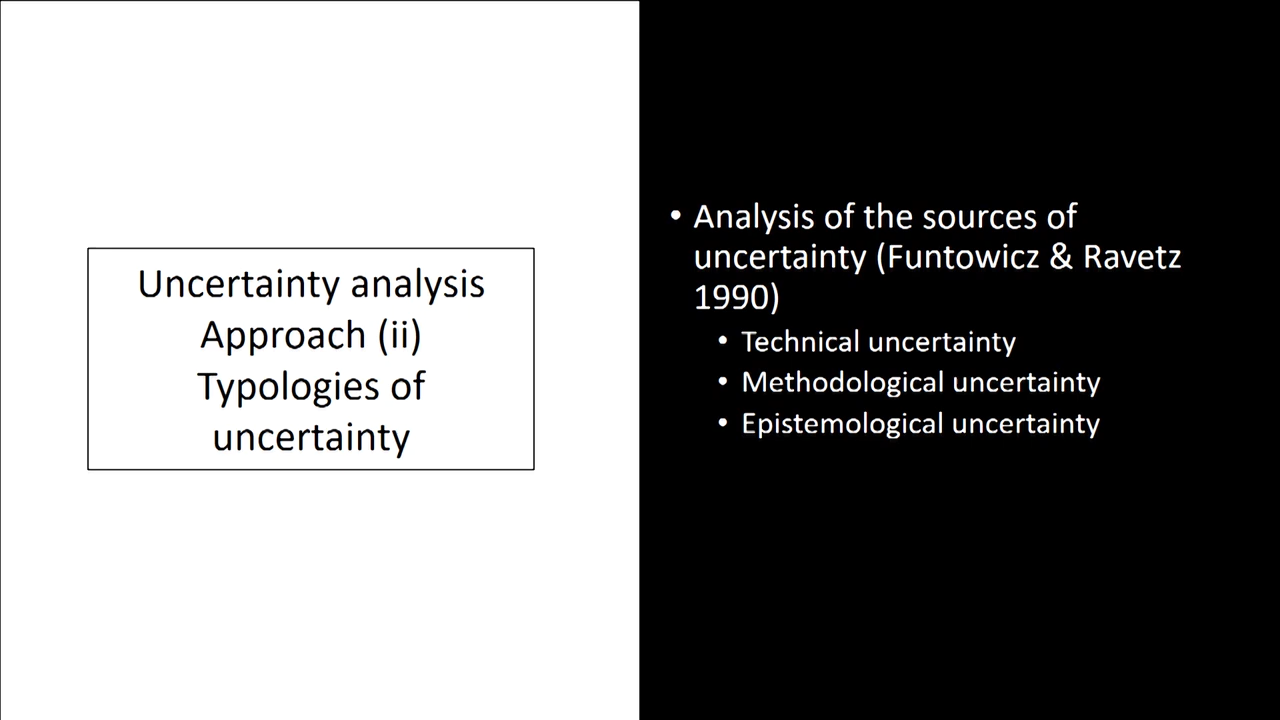 Uncertainty analysis
Approach (ii)
Typologies of
uncertainty
• Analysis of the sources of
uncertainty (Funtowicz & Ravetz
1990)
• Technical uncertainty
• Methodological uncertainty
• Epistemological uncertainty